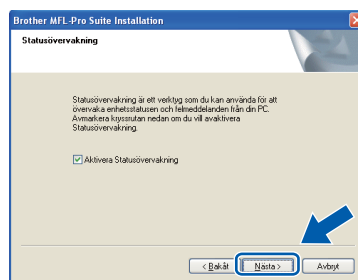 Brother MFL-Pro Suite Installation
Statusövervakning
Statusövervakning är ett verktyg som du kan använda för att
övervaka enhetsstatusen och felmeddelanden från din PC.
Avmarkera kryssrutan nedan om du vill avaktivera
Statusövervakning.
Aktivera Statusövervakning
< Bakåt Nästa > Avbryt